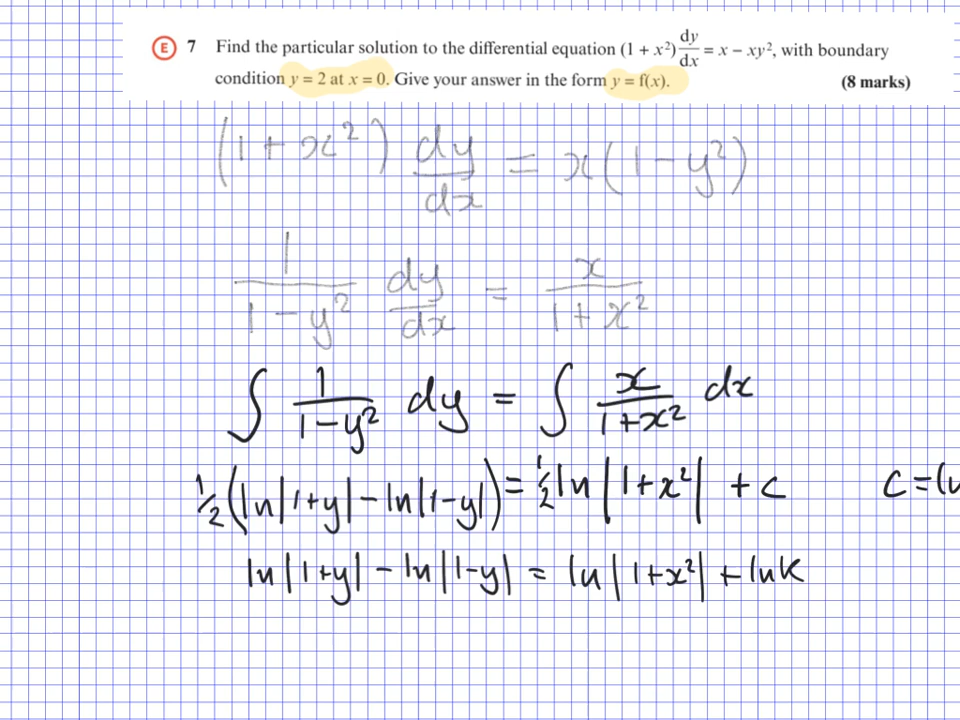 E 7 Find the particular solution to the differential equation (1 + x²) dy/dx = x − xy², with boundary
condition y = 2 at x = 0. Give your answer in the form y = f(x). (8 marks)
(1 + x²) dy/dx = x(1 − y²)
1/(1 − y²) dy/dx = x/(1 + x²)
∫ 1/(1 − y²) dy = ∫ x/(1 + x²) dx
½(ln|1+y| − ln|1−y|) = ½ ln|1+x²| + c C =
ln|1+y| − ln|1−y| = ln|1+x²| + ln K